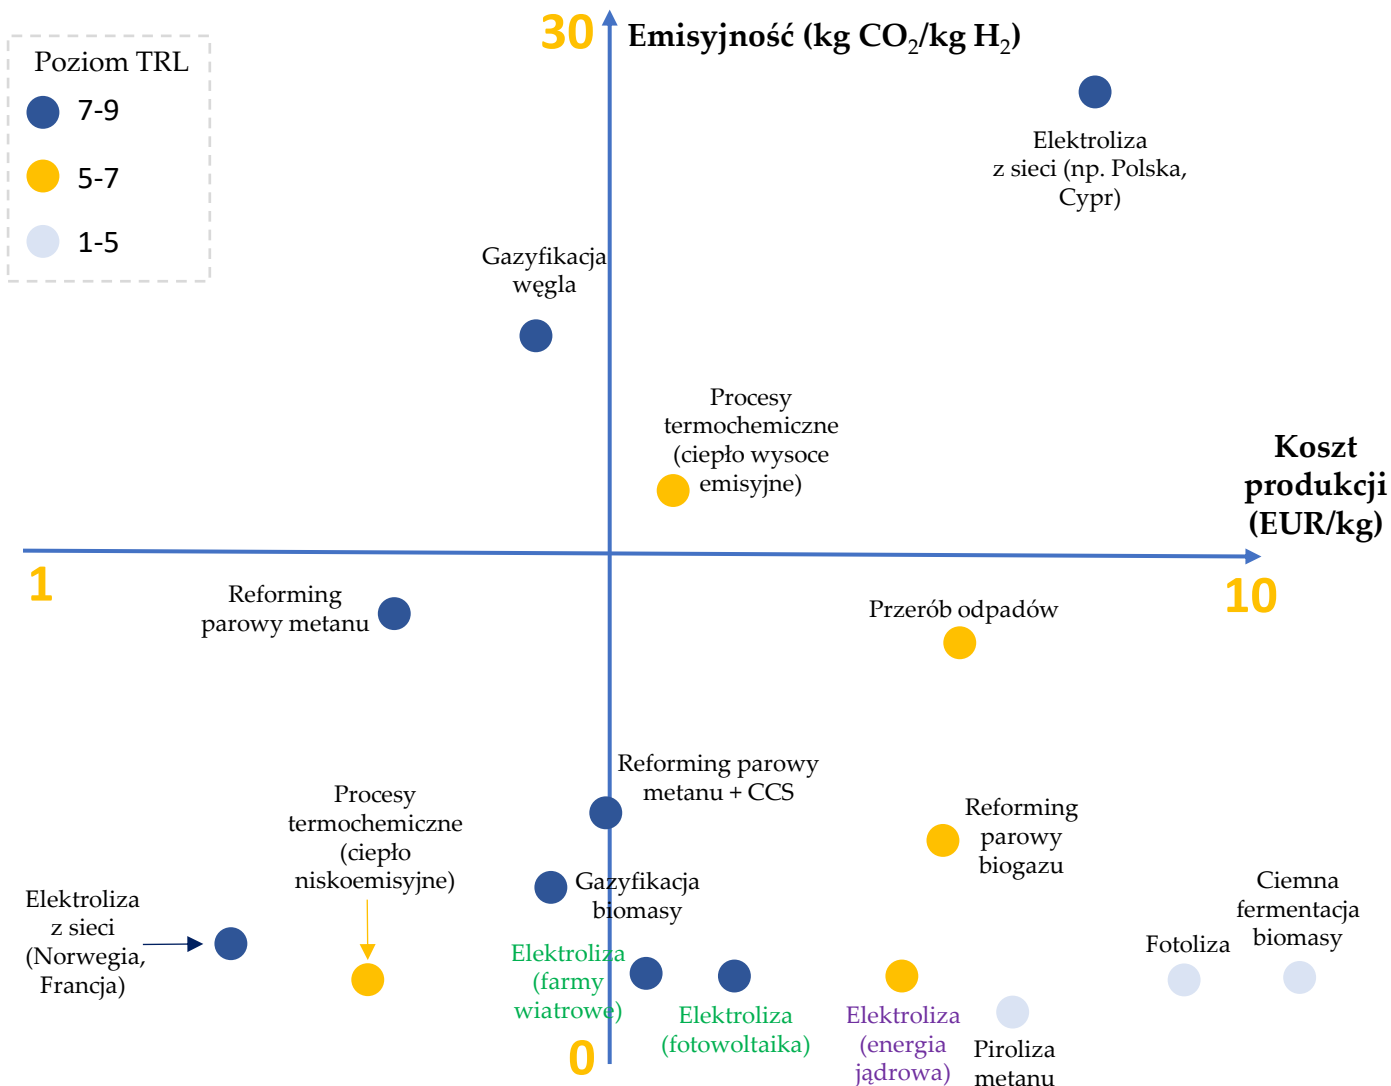 30
Emisyjność (kg CO₂/kg H₂)
Poziom TRL
7-9
5-7
1-5
Elektroliza
z sieci (np. Polska,
Cypr)
Gazyfikacja
węgla
Procesy
termochemiczne
(ciepło wysoce
emisyjne)
Koszt
produkcji
(EUR/kg)
1
10
Reforming
parowy metanu
Przerób odpadów
Reforming parowy
metanu + CCS
Procesy
termochemiczne
(ciepło
niskoemisyjne)
Reforming
parowy
biogazu
Gazyfikacja
biomasy
Ciemna
fermentacja
biomasy
Elektroliza
z sieci
(Norwegia,
Francja)
Fotoliza
Elektroliza
(farmy
wiatrowe)
Elektroliza
(fotowoltaika)
Elektroliza
(energia
jądrowa)
Piroliza
metanu
0